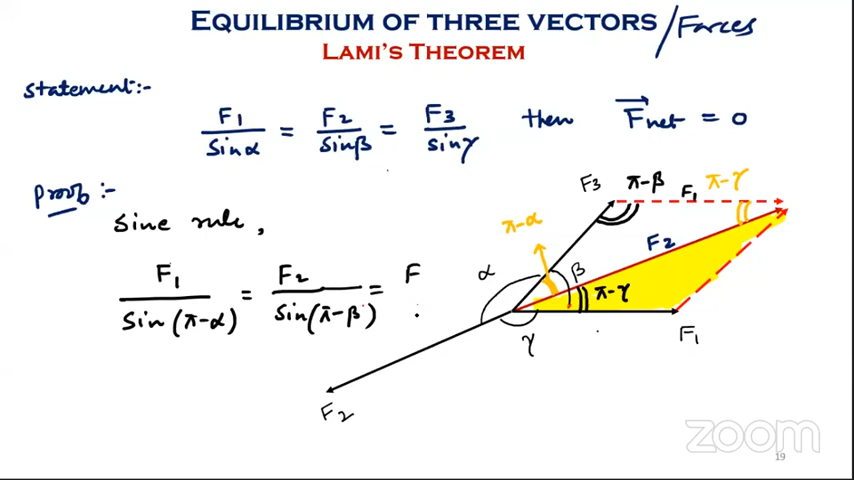 EQUILIBRIUM OF THREE VECTORS /Forces
LAMI'S THEOREM
Statement:-
F1/Sinα = F2/Sinβ = F3/Sinγ then F⃗net = 0
Proof:-
Sine rule,
F1/Sin(π-α) = F2/Sin(π-β) = F
F3
π-β
F1
π-γ
π-α
F2
α
β
π-γ
γ
F1
F2
zoom
19